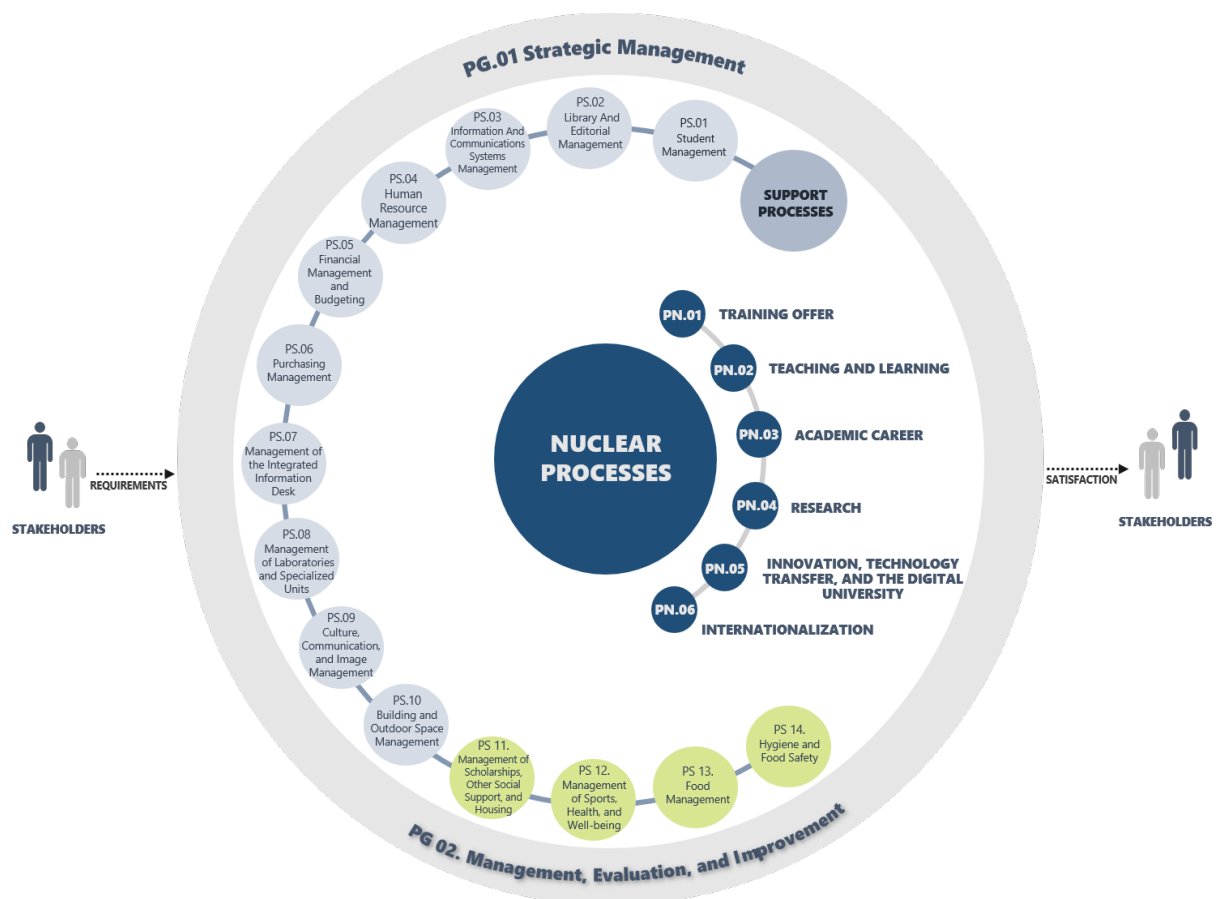 PG.01 Strategic Management
PS.01
Student
Management
PS.02
Library And
Editorial
Management
PS.03
Information And
Communications
Systems
Management
PS.04
Human
Resource
Management
PS.05
Financial
Management
and
Budgeting
PS.06
Purchasing
Management
PS.07
Management of
the Integrated
Information
Desk
PS.08
Management
of Laboratories
and Specialized
Units
PS.09
Culture,
Communication,
and Image
Management
PS.10
Building and
Outdoor Space
Management
PS 11.
Management of
Scholarships,
Other Social
Support, and
Housing
PS 12.
Management
of Sports,
Health, and
Well-being
PS 13.
Food
Management
PS 14.
Hygiene and
Food Safety
SUPPORT
PROCESSES
NUCLEAR
PROCESSES
PN.01
TRAINING OFFER
PN.02
TEACHING AND LEARNING
PN.03
ACADEMIC CAREER
PN.04
RESEARCH
PN.05
INNOVATION, TECHNOLOGY
TRANSFER, AND THE DIGITAL
UNIVERSITY
PN.06
INTERNATIONALIZATION
REQUIREMENTS
STAKEHOLDERS
SATISFACTION
STAKEHOLDERS
PG 02. Management, Evaluation, and Improvement